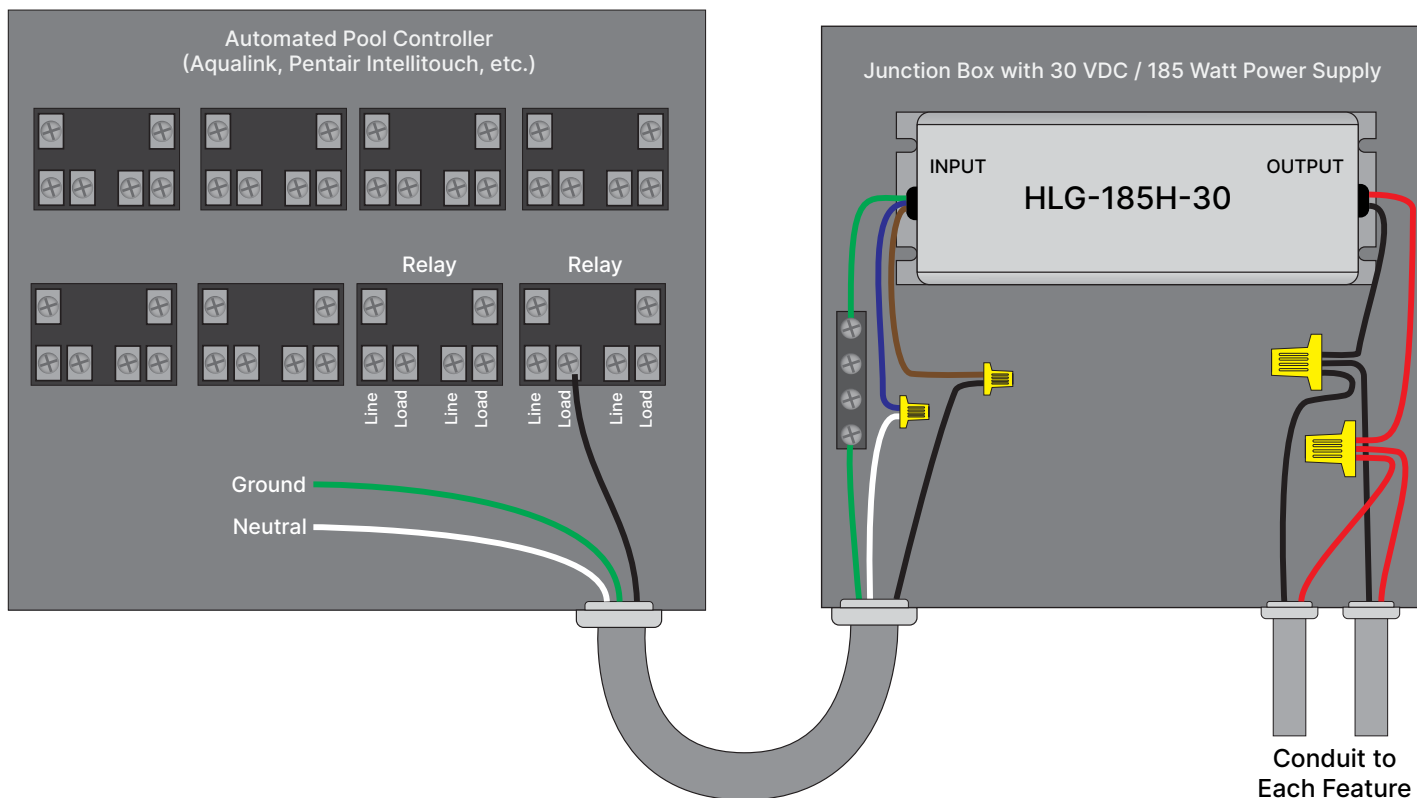 Automated Pool Controller
(Aqualink, Pentair Intellitouch, etc.)
Relay
Relay
Line
Load
Line
Load
Line
Load
Line
Load
Ground
Neutral
Junction Box with 30 VDC / 185 Watt Power Supply
INPUT
OUTPUT
HLG-185H-30
Conduit to
Each Feature